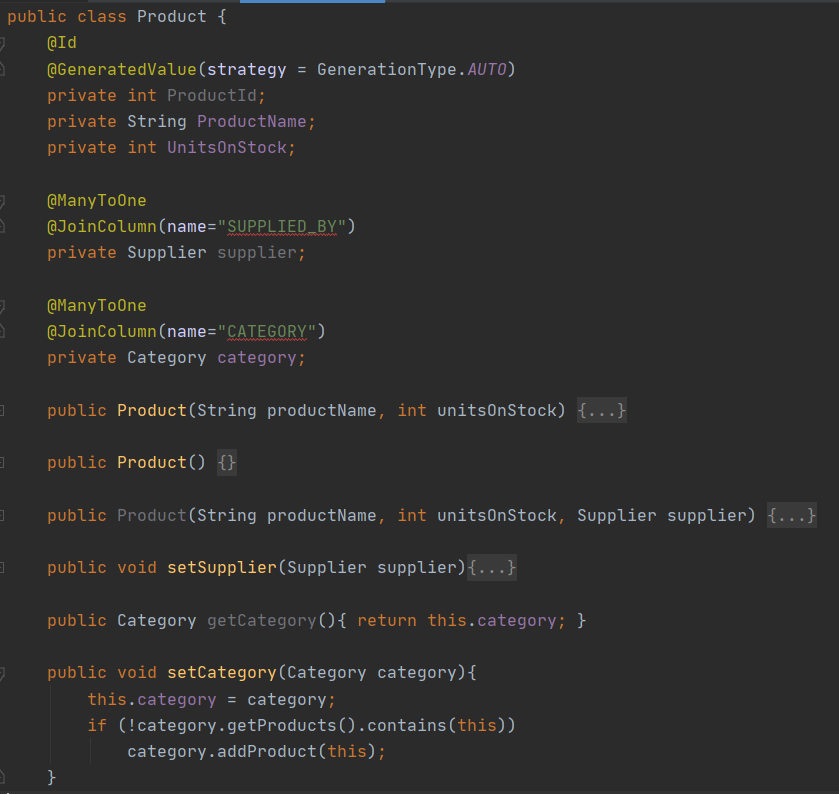 public class Product {
@Id
@GeneratedValue(strategy = GenerationType.AUTO)
private int ProductId;
private String ProductName;
private int UnitsOnStock;
@ManyToOne
@JoinColumn(name="SUPPLIED_BY")
private Supplier supplier;
@ManyToOne
@JoinColumn(name="CATEGORY")
private Category category;
public Product(String productName, int unitsOnStock) {...}
public Product() {}
public Product(String productName, int unitsOnStock, Supplier supplier) {...}
public void setSupplier(Supplier supplier){...}
public Category getCategory(){ return this.category; }
public void setCategory(Category category){
this.category = category;
if (!category.getProducts().contains(this))
category.addProduct(this);
}